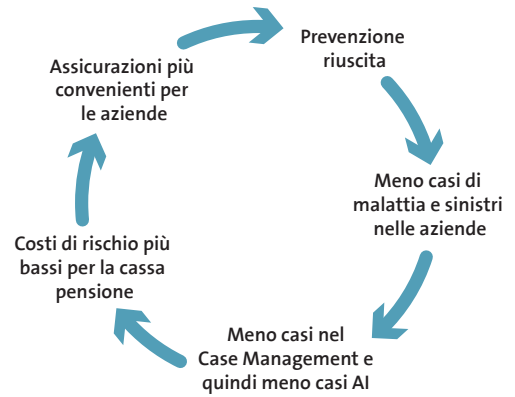 Prevenzione
riuscita
Meno casi di
malattia e sinistri
nelle aziende
Meno casi nel
Case Management e
quindi meno casi AI
Costi di rischio più
bassi per la cassa
pensione
Assicurazioni più
convenienti per
le aziende